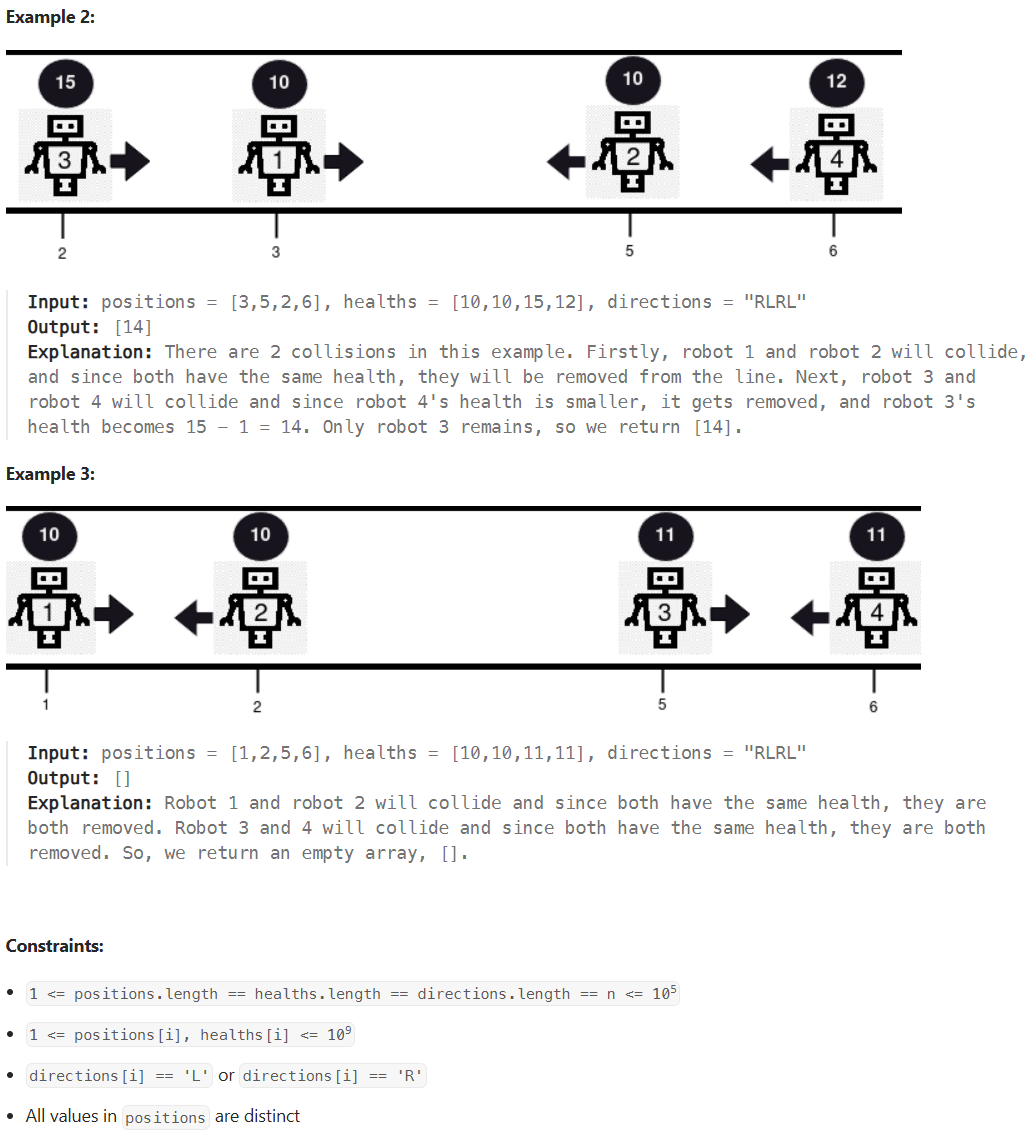 Example 2:
15 10 10 12
3 1 2 4
2 3 5 6
Input: positions = [3,5,2,6], healths = [10,10,15,12], directions = "RLRL"
Output: [14]
Explanation: There are 2 collisions in this example. Firstly, robot 1 and robot 2 will collide,
and since both have the same health, they will be removed from the line. Next, robot 3 and
robot 4 will collide and since robot 4's health is smaller, it gets removed, and robot 3's
health becomes 15 - 1 = 14. Only robot 3 remains, so we return [14].
Example 3:
10 10 11 11
1 2 3 4
1 2 5 6
Input: positions = [1,2,5,6], healths = [10,10,11,11], directions = "RLRL"
Output: []
Explanation: Robot 1 and robot 2 will collide and since both have the same health, they are
both removed. Robot 3 and 4 will collide and since both have the same health, they are both
removed. So, we return an empty array, [].
Constraints:
• 1 <= positions.length == healths.length == directions.length == n <= 10⁵
• 1 <= positions[i], healths[i] <= 10⁹
• directions[i] == 'L' or directions[i] == 'R'
• All values in positions are distinct